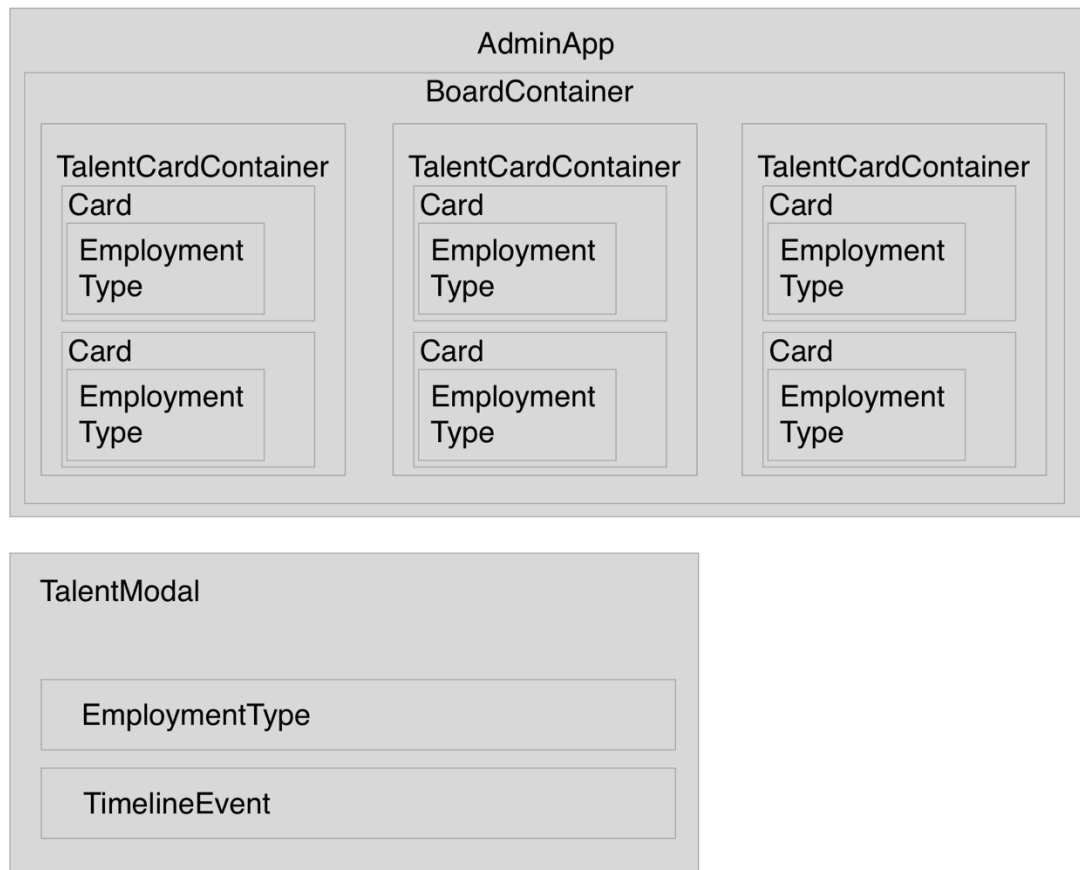 AdminApp
BoardContainer
TalentCardContainer
Card
Employment
Type
Card
Employment
Type
TalentCardContainer
Card
Employment
Type
Card
Employment
Type
TalentCardContainer
Card
Employment
Type
Card
Employment
Type
TalentModal
EmploymentType
TimelineEvent